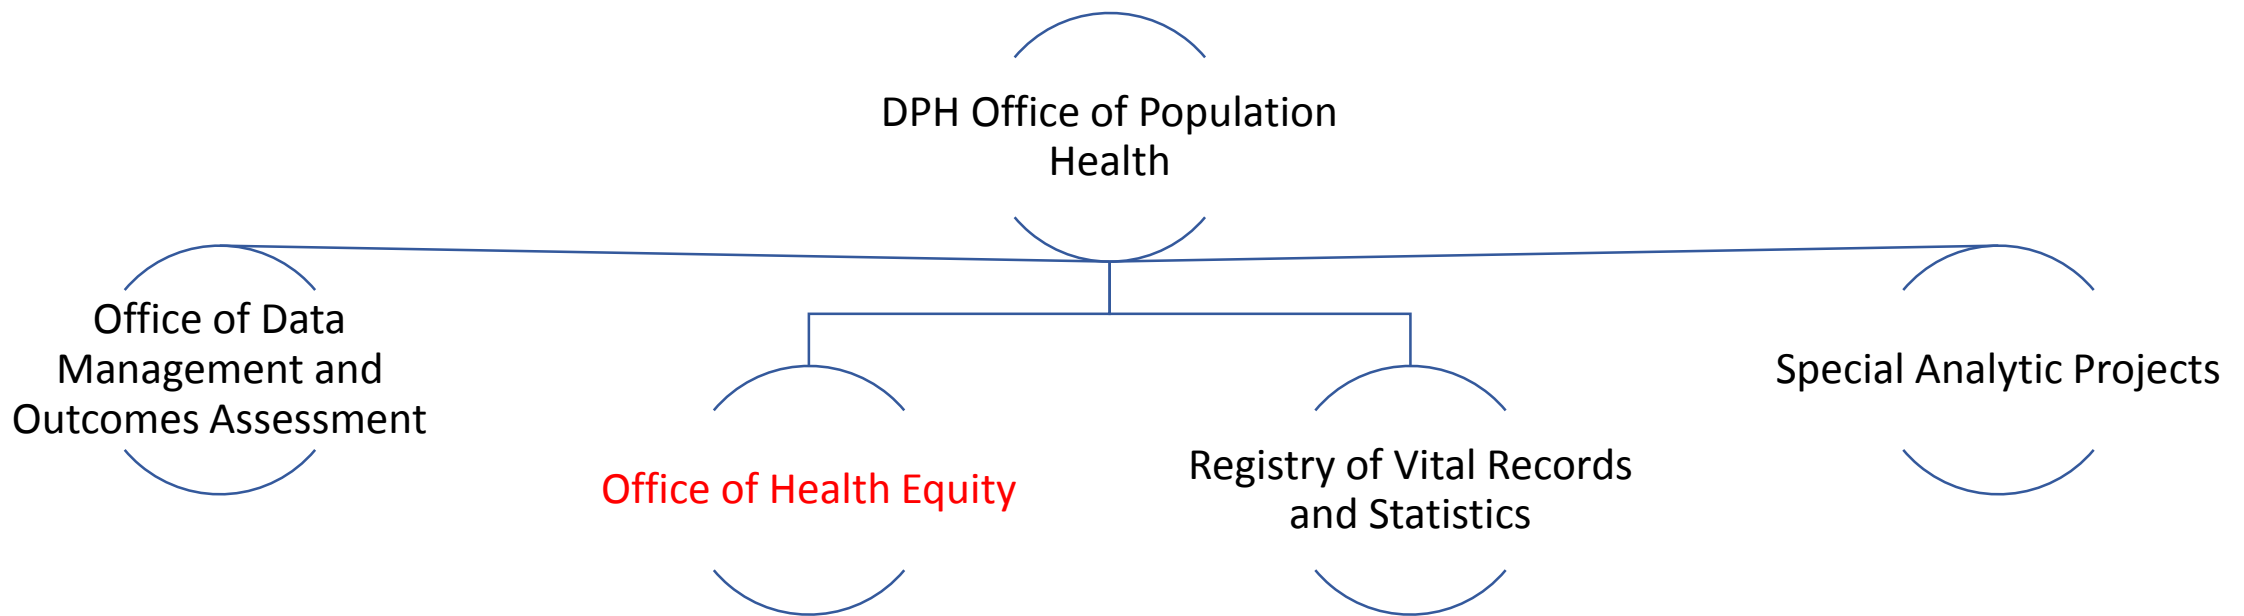 DPH Office of Population
Health
Office of Data
Management and
Outcomes Assessment
Office of Health Equity
Registry of Vital Records
and Statistics
Special Analytic Projects